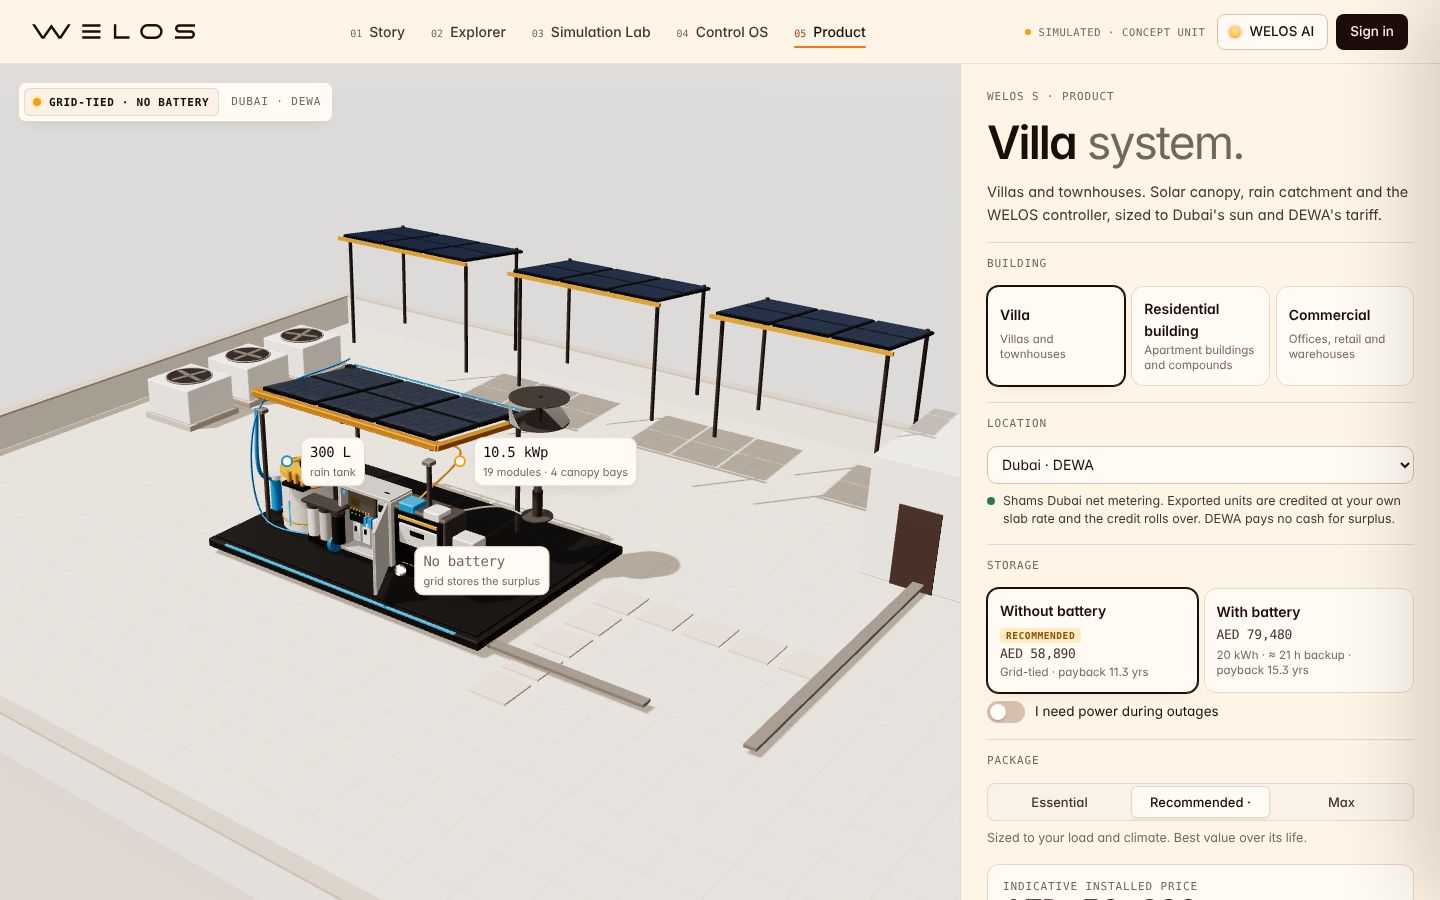 WELOS
01 Story
02 Explorer
03 Simulation Lab
04 Control OS
05 Product
SIMULATED · CONCEPT UNIT
WELOS AI
Sign in
GRID-TIED · NO BATTERY
DUBAI · DEWA
300 L
rain tank
10.5 kWp
19 modules · 4 canopy bays
No battery
grid stores the surplus
WELOS S · PRODUCT
Villa system.
Villas and townhouses. Solar canopy, rain catchment and the
WELOS controller, sized to Dubai's sun and DEWA's tariff.
BUILDING
Villa
Villas and
townhouses
Residential
building
Apartment buildings
and compounds
Commercial
Offices, retail and
warehouses
LOCATION
Dubai · DEWA
Shams Dubai net metering. Exported units are credited at your own
slab rate and the credit rolls over. DEWA pays no cash for surplus.
STORAGE
Without battery
RECOMMENDED
AED 58,890
Grid-tied · payback 11.3 yrs
With battery
AED 79,480
20 kWh · ≈ 21 h backup ·
payback 15.3 yrs
I need power during outages
PACKAGE
Essential
Recommended ·
Max
Sized to your load and climate. Best value over its life.
INDICATIVE INSTALLED PRICE